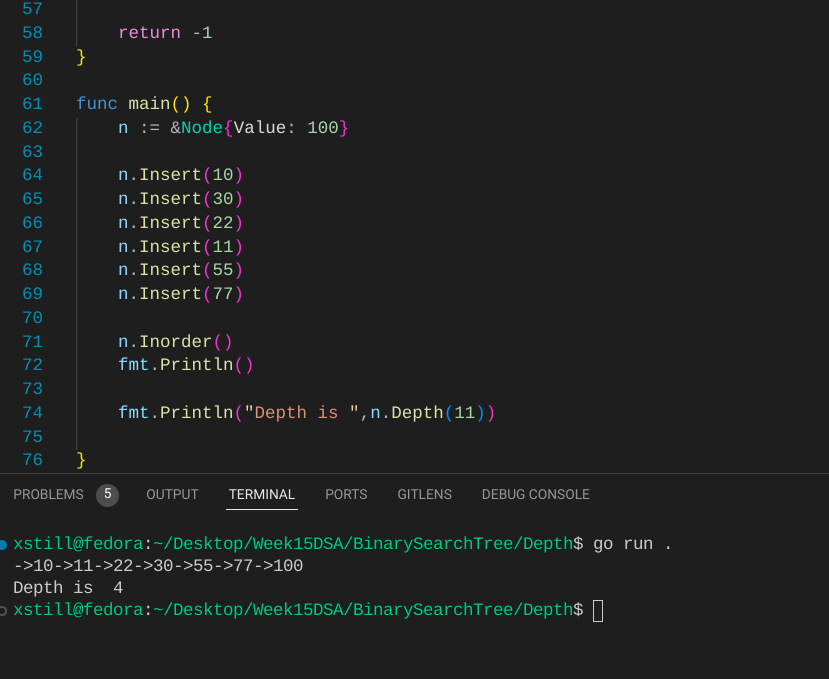 57
58 return -1
59 }
60
61 func main() {
62 n := &Node{Value: 100}
63
64 n.Insert(10)
65 n.Insert(30)
66 n.Insert(22)
67 n.Insert(11)
68 n.Insert(55)
69 n.Insert(77)
70
71 n.Inorder()
72 fmt.Println()
73
74 fmt.Println("Depth is ",n.Depth(11))
75
76 }
PROBLEMS 5 OUTPUT TERMINAL PORTS GITLENS DEBUG CONSOLE
xstill@fedora:~/Desktop/Week15DSA/BinarySearchTree/Depth$ go run .
->10->11->22->30->55->77->100
Depth is  4
xstill@fedora:~/Desktop/Week15DSA/BinarySearchTree/Depth$